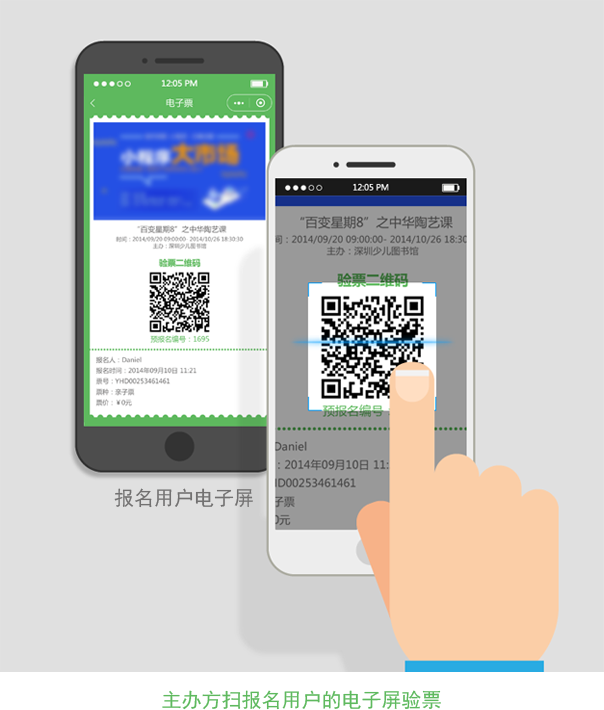 12:05 PM
电子票
小程序大市场
“百变星期8”之中华陶艺课
时间：2014/09/20 09:00:00- 2014/10/26 18:30:30
主办：深圳少儿图书馆
验票二维码
预报名编号：1695
报名人：Daniel
报名时间：2014年09月10日 11:21
票号：YHD00253461461
票种：亲子票
票价：￥0元
报名用户电子屏
12:05 PM
“百变星期8”之中华陶艺课
间：2014/09/20 09:00:00- 2014/10/26 18:30
主办：深圳少儿图书馆
验票二维码
预报名编号
Daniel
：2014年09月10日 11:
HD00253461461
子票
0元
主办方扫报名用户的电子屏验票